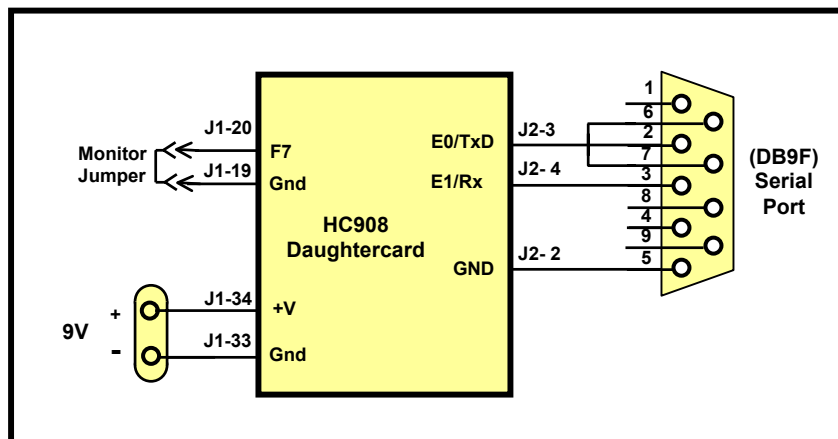 J1-20
Monitor
Jumper
J1-19
F7
Gnd
HC908
Daughtercard
E0/TxD
E1/Rx
GND
J2-3
J2- 4
J2- 2
1
6
2
7
3
8
4
9
5
(DB9F)
Serial
Port
9V
+
-
J1-34
J1-33
+V
Gnd